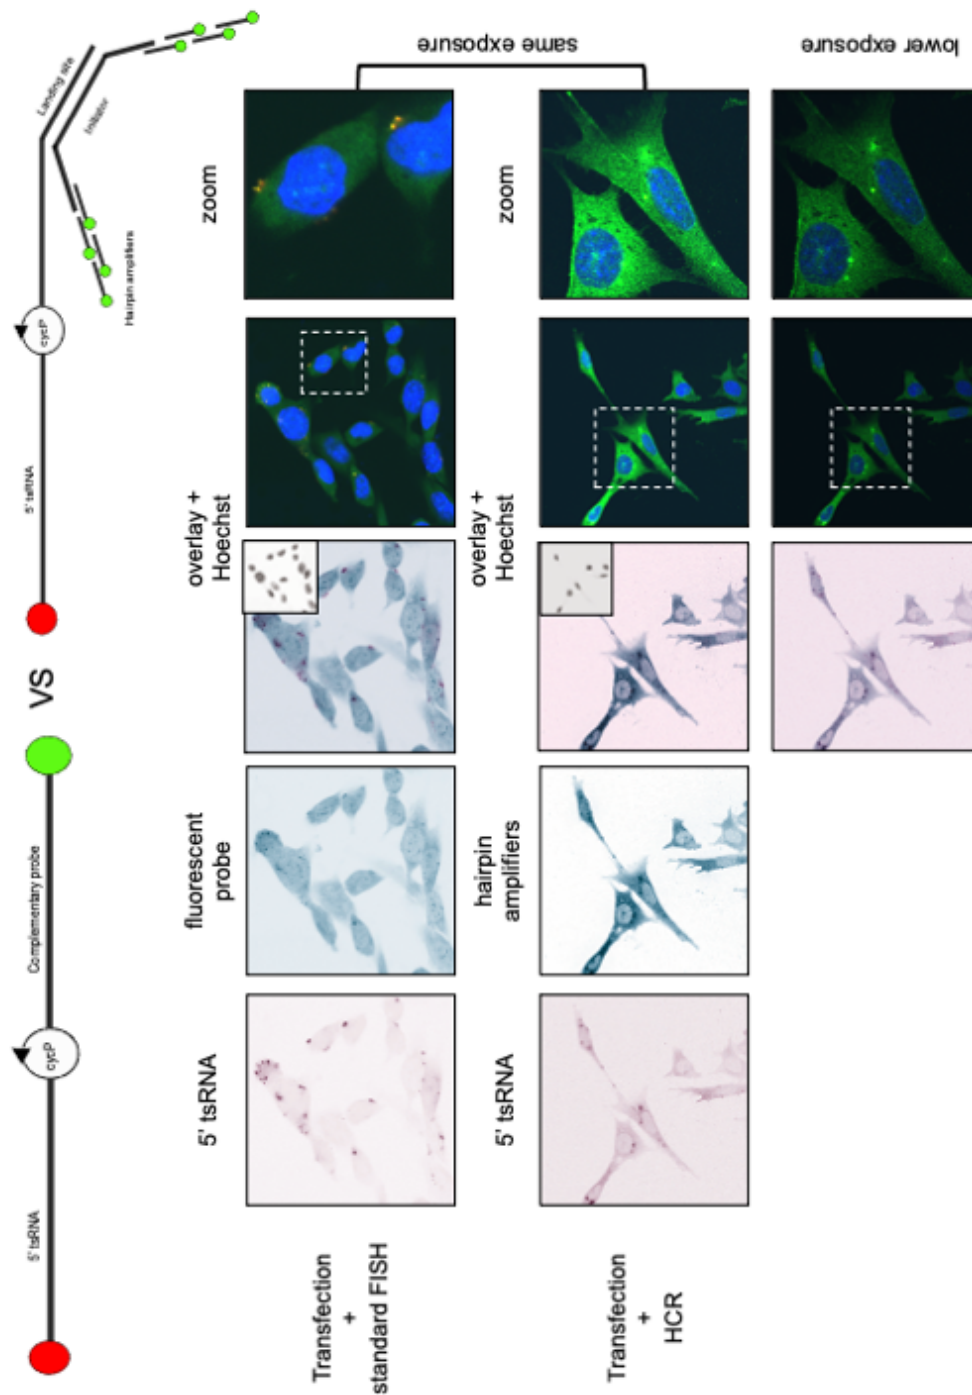 5' tsRNA
cycP
Complementary probe
VS
5' tsRNA
cycP
Landing site
Initiator
Hairpin amplifiers
5' tsRNA
fluorescent
probe
overlay +
Hoechst
zoom
Transfection
+
standard FISH
same exposure
5' tsRNA
hairpin
amplifiers
overlay +
Hoechst
zoom
Transfection
+
HCR
lower exposure